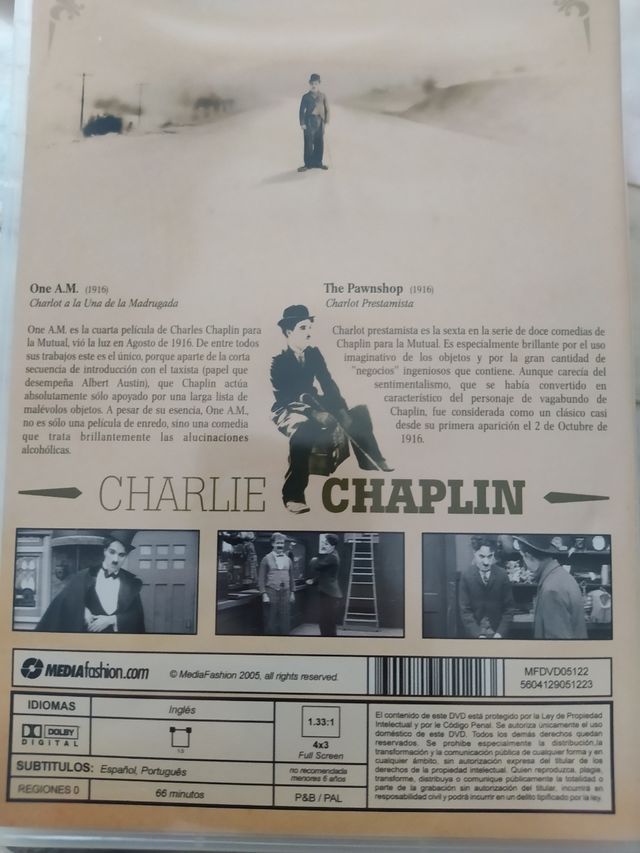 One A.M. (1916)
Charlot a la Una de la Madrugada
One A.M. es la cuarta película de Charles Chaplin para
la Mutual, vió la luz en Agosto de 1916. De entre todos
sus trabajos este es el único, porque aparte de la corta
secuencia de introducción con el taxista (papel que
desempeña Albert Austin), que Chaplin actúa
absolutamente sólo apoyado por una larga lista de
malévolos objetos. A pesar de su esencia, One A.M.,
no es sólo una película de enredo, sino una comedia
que trata brillantemente las alucinaciones
alcohólicas.
The Pawnshop (1916)
Charlot Prestamista
Charlot prestamista es la sexta en la serie de doce comedias de
Chaplin para la Mutual. Es especialmente brillante por el uso
imaginativo de los objetos y por la gran cantidad de
"negocios" ingeniosos que contiene. Aunque carecía del
sentimentalismo, que se había convertido en
característico del personaje de vagabundo de
Chaplin, fue considerada como un clásico casi
desde su primera aparición el 2 de Octubre de
1916.
CHARLIE CHAPLIN
MEDIAfashion.com
© MediaFashion 2005, all rights reserved.
MFDVD05122
5604129051223
IDIOMAS
Inglés
DOLBY
DIGITAL
SUBTITULOS: Español, Portugués
REGIONES 0
66 minutos
1.33:1
4x3
Full Screen
no recomendada
menores 6 años
P&B / PAL
El contenido de este DVD está protegido por la Ley de Propiedad
Intelectual y por el Código Penal. Se autoriza únicamente el uso
doméstico de este DVD. Todos los demás derechos quedan
reservados. Se prohibe especialmente la distribución,la
transformación y la comunicación pública de cualquier forma y en
cualquier ámbito, sin autorización expresa del titular de los
derechos de la propiedad intelectual. Quien reproduzca, plagie,
transforme, distribuya o comunique públicamente la totalidad o
parte de la grabación sin autorización del titular, incurrirá en
responsabilidad civil y podrá incurrir en un delito tipificado por la ley.